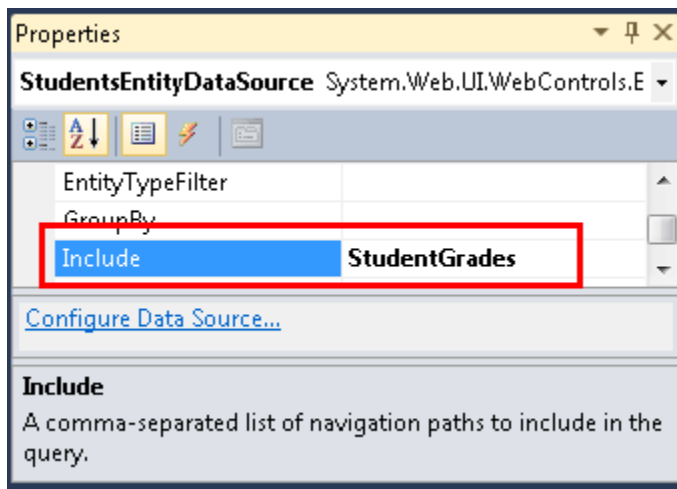 Properties
StudentsEntityDataSource System.Web.UI.WebControls.E
EntityTypeFilter
GroupBy
Include StudentGrades
Configure Data Source...
Include
A comma-separated list of navigation paths to include in the
query.